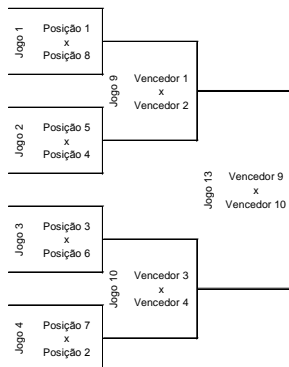 Jogo 1
Posição 1
x
Posição 8
Jogo 9
Vencedor 1
x
Vencedor 2
Jogo 2
Posição 5
x
Posição 4
Jogo 13
Vencedor 9
x
Vencedor 10
Jogo 3
Posição 3
x
Posição 6
Jogo 10
Vencedor 3
x
Vencedor 4
Jogo 4
Posição 7
x
Posição 2